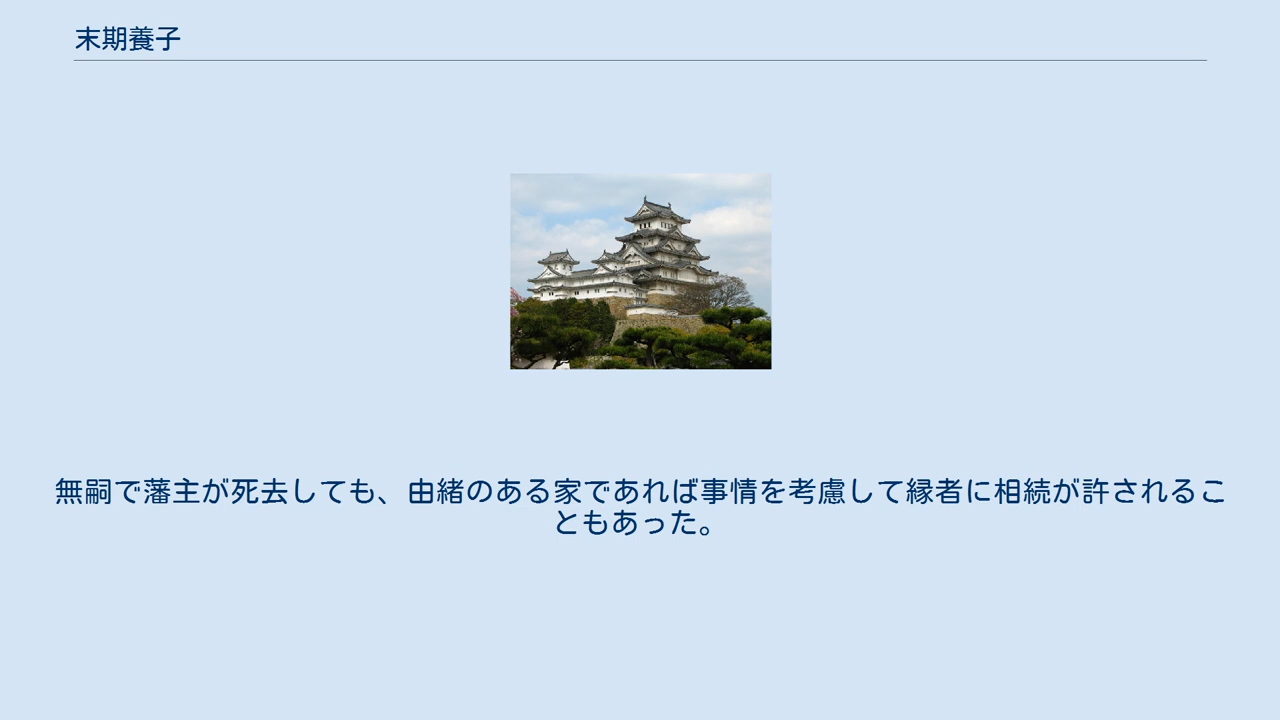 末期養子
無嗣で藩主が死去しても、由緒のある家であれば事情を考慮して縁者に相続が許されるこ
ともあった。